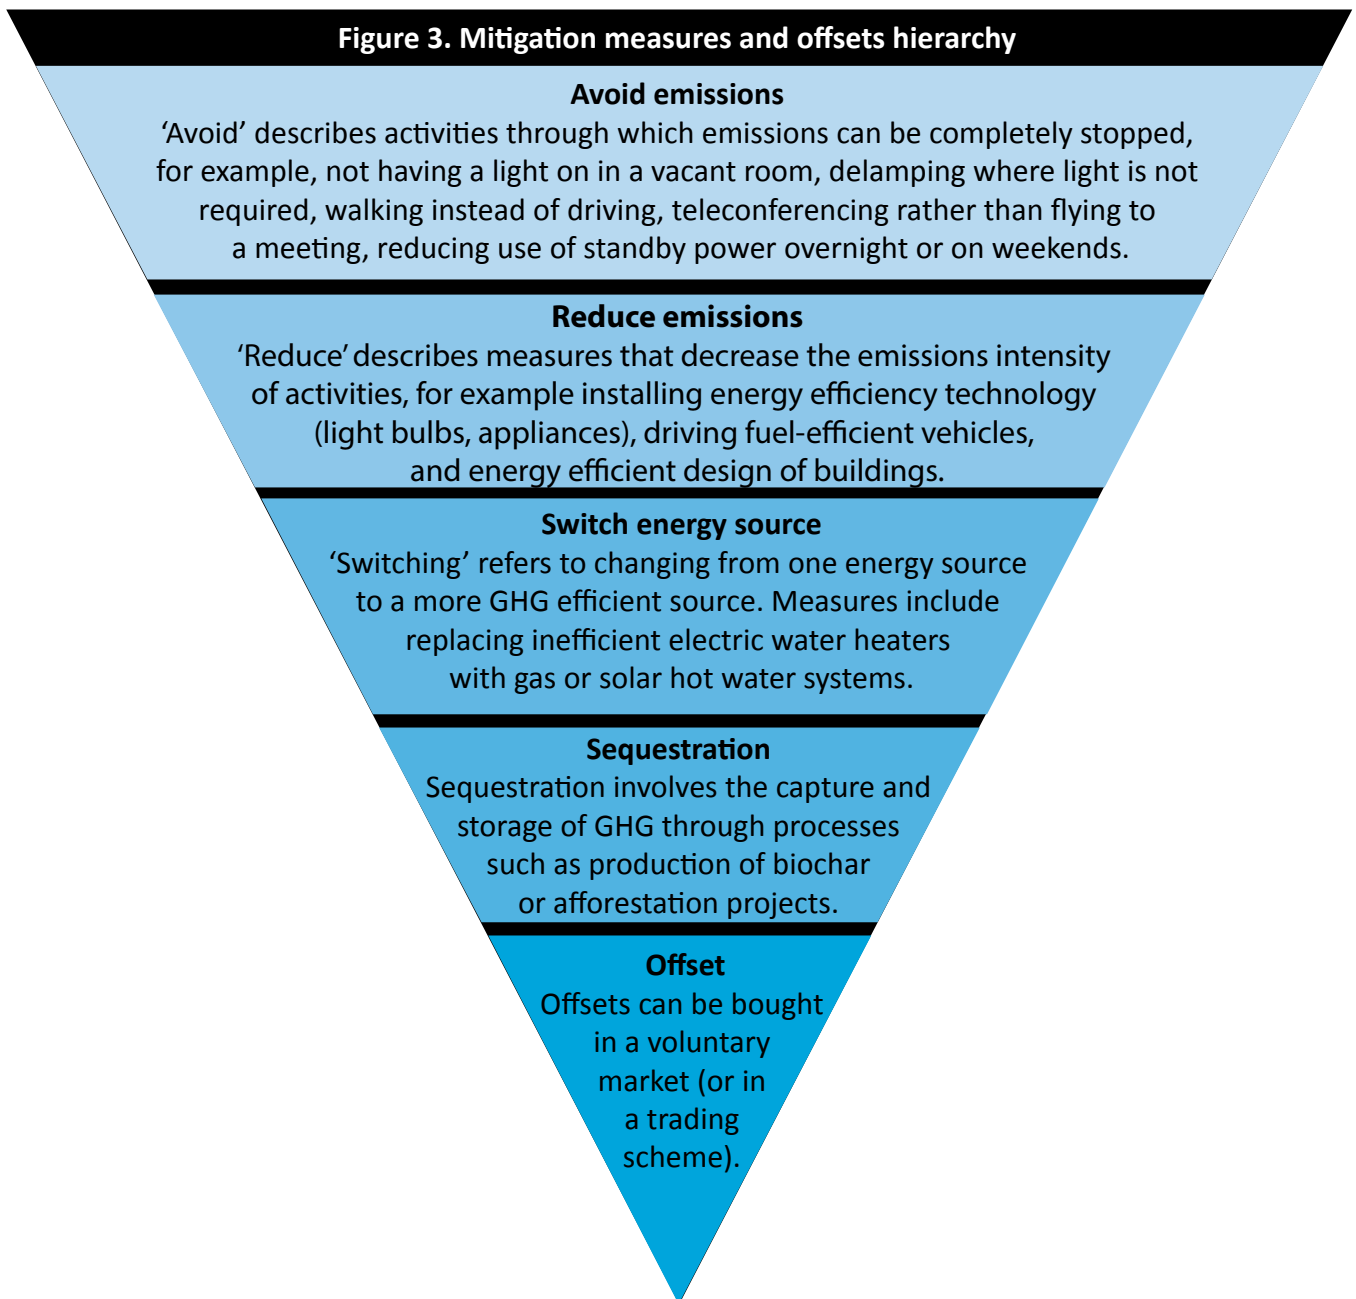 Figure 3. Mitigation measures and offsets hierarchy
Avoid emissions
‘Avoid’ describes activities through which emissions can be completely stopped,
for example, not having a light on in a vacant room, delamping where light is not
required, walking instead of driving, teleconferencing rather than flying to
a meeting, reducing use of standby power overnight or on weekends.
Reduce emissions
‘Reduce’ describes measures that decrease the emissions intensity
of activities, for example installing energy efficiency technology
(light bulbs, appliances), driving fuel-efficient vehicles,
and energy efficient design of buildings.
Switch energy source
‘Switching’ refers to changing from one energy source
to a more GHG efficient source. Measures include
replacing inefficient electric water heaters
with gas or solar hot water systems.
Sequestration
Sequestration involves the capture and
storage of GHG through processes
such as production of biochar
or afforestation projects.
Offset
Offsets can be bought
in a voluntary
market (or in
a trading
scheme).